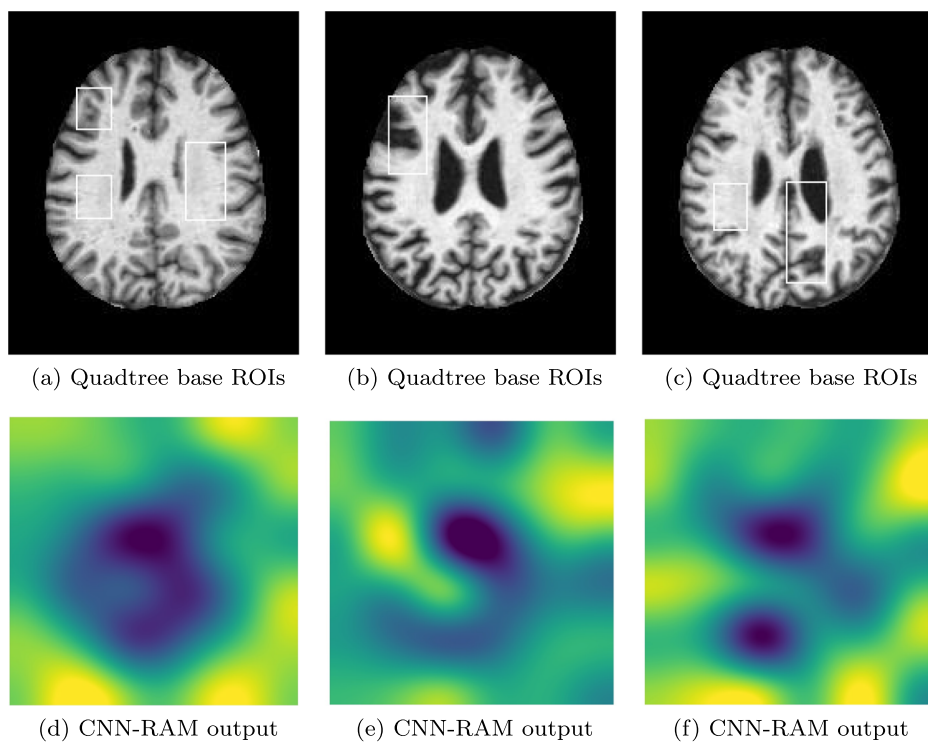 (a) Quadtree base ROIs
(b) Quadtree base ROIs
(c) Quadtree base ROIs
(d) CNN-RAM output
(e) CNN-RAM output
(f) CNN-RAM output